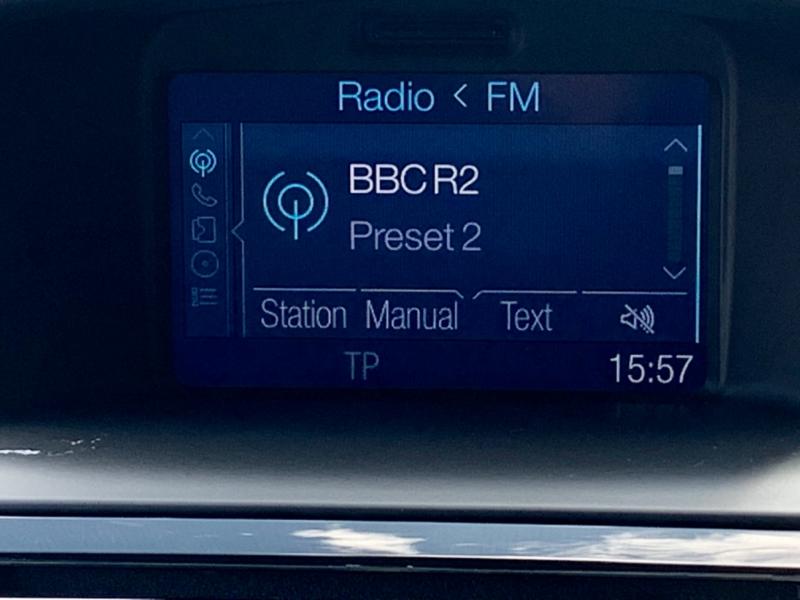 Radio < FM
BBC R2
Preset 2
Station Manual Text
TP 15:57